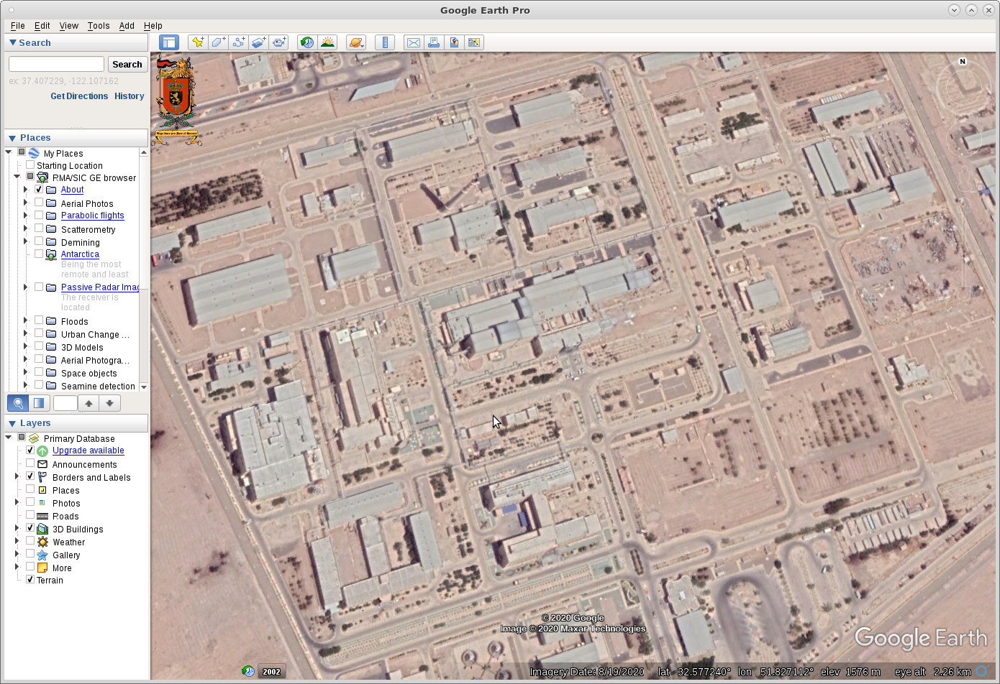 Google Earth Pro
File Edit View Tools Add Help
Search
Search
ex: 37.407229, -122.107162
Get Directions History
Places
My Places
Starting Location
RMA/SIC GE browser
About
Aerial Photos
Parabolic flights
Scatterometry
Demining
Antarctica
Being the most
remote and least
Passive Radar Imag
The receiver is
located
Floods
Urban Change ...
3D Models
Aerial Photogra...
Space objects
Seamine detection
Layers
Primary Database
Upgrade available
Announcements
Borders and Labels
Places
Photos
Roads
3D Buildings
Weather
Gallery
More
Terrain
N
© 2020 Google
Image © 2020 Maxar Technologies
Google Earth
2002
Imagery Date: 8/19/2020 lat 32.577240° lon 51.827112° elev 1576 m eye alt 2.26 km